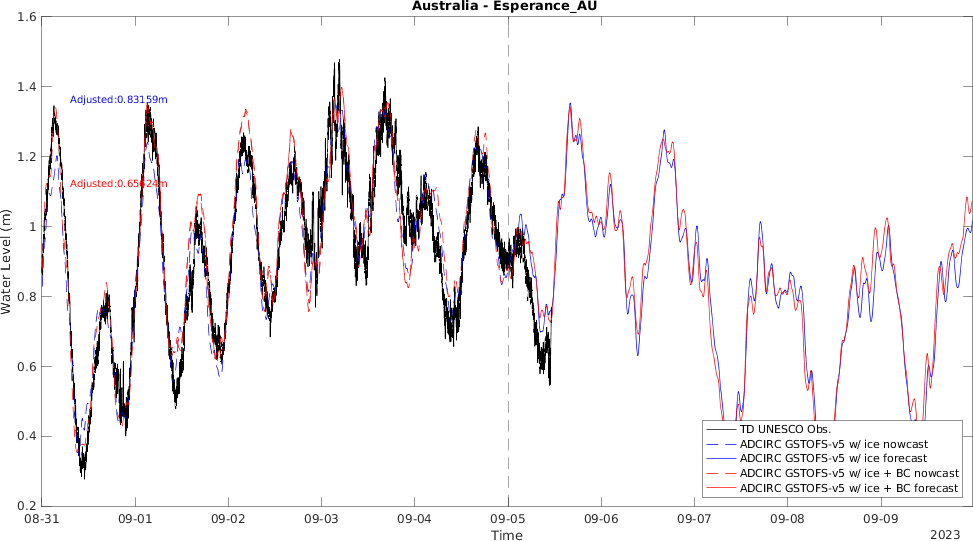 Australia - Esperance_AU
1.6
1.4
1.2
1
0.8
0.6
0.4
0.2
Water Level (m)
Adjusted:0.83159m
Adjusted:0.65624m
TD UNESCO Obs.
ADCIRC GSTOFS-v5 w/ ice nowcast
ADCIRC GSTOFS-v5 w/ ice forecast
ADCIRC GSTOFS-v5 w/ ice + BC nowcast
ADCIRC GSTOFS-v5 w/ ice + BC forecast
08-31 09-01 09-02 09-03 09-04 09-05 09-06 09-07 09-08 09-09
Time
2023